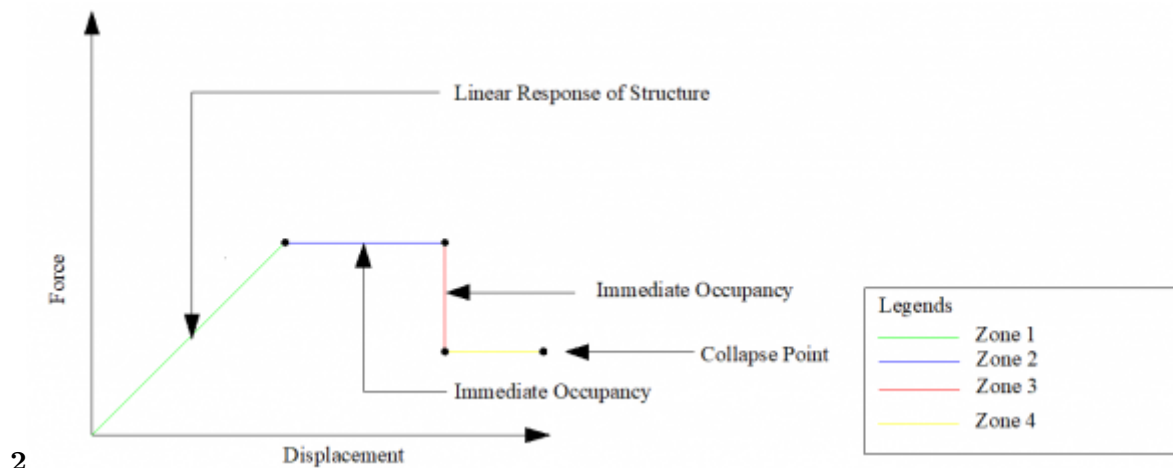 Linear Response of Structure
Force
Immediate Occupancy
Collapse Point
Immediate Occupancy
Displacement
Legends
Zone 1
Zone 2
Zone 3
Zone 4
2